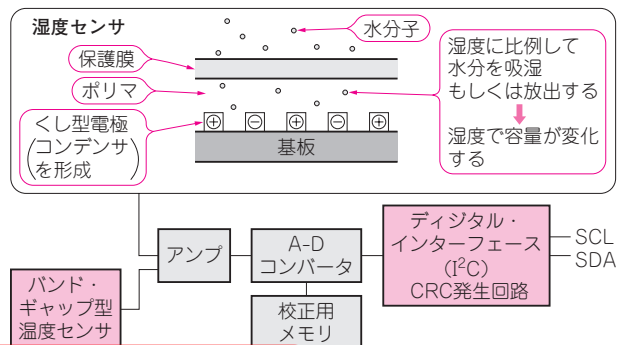 湿度センサ
水分子
保護膜
ポリマ
湿度に比例して
水分を吸湿
もしくは放出する
湿度で容量が変化
する
くし型電極
(コンデンサ)
を形成
⊕ ⊖ ⊕ ⊖ ⊕
基板
アンプ
A-D
コンバータ
ディジタル・
インターフェース
(I²C)
CRC発生回路
SCL
SDA
バンド・
ギャップ型
温度センサ
校正用
メモリ